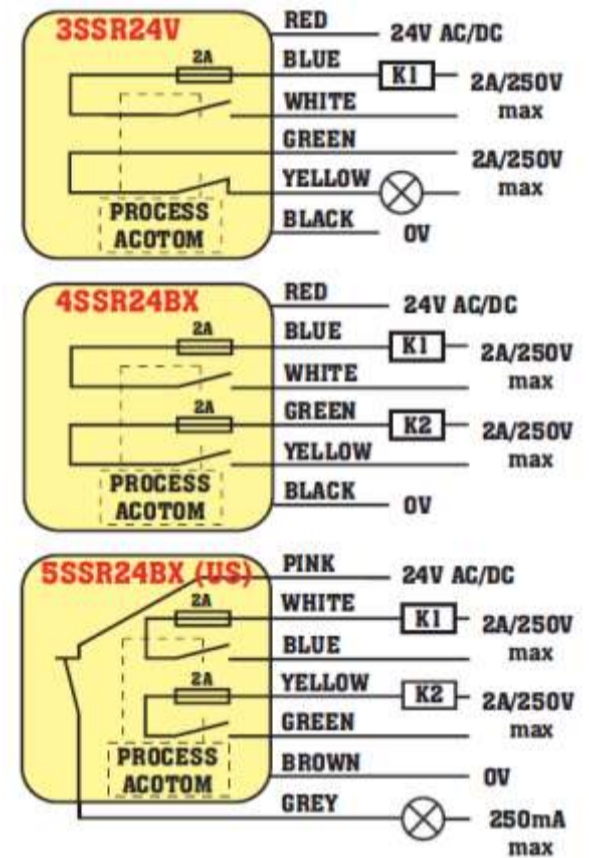 3SSR24V
RED
24V AC/DC
2A
BLUE
K1
2A/250V
max
WHITE
GREEN
2A/250V
max
YELLOW
PROCESS
ACOTOM
BLACK
0V
4SSR24BX
RED
24V AC/DC
2A
BLUE
K1
2A/250V
max
WHITE
2A
GREEN
K2
2A/250V
max
YELLOW
PROCESS
ACOTOM
BLACK
0V
5SSR24BX (US)
PINK
24V AC/DC
2A
WHITE
K1
2A/250V
max
BLUE
2A
YELLOW
K2
2A/250V
max
GREEN
PROCESS
ACOTOM
BROWN
0V
GREY
250mA
max